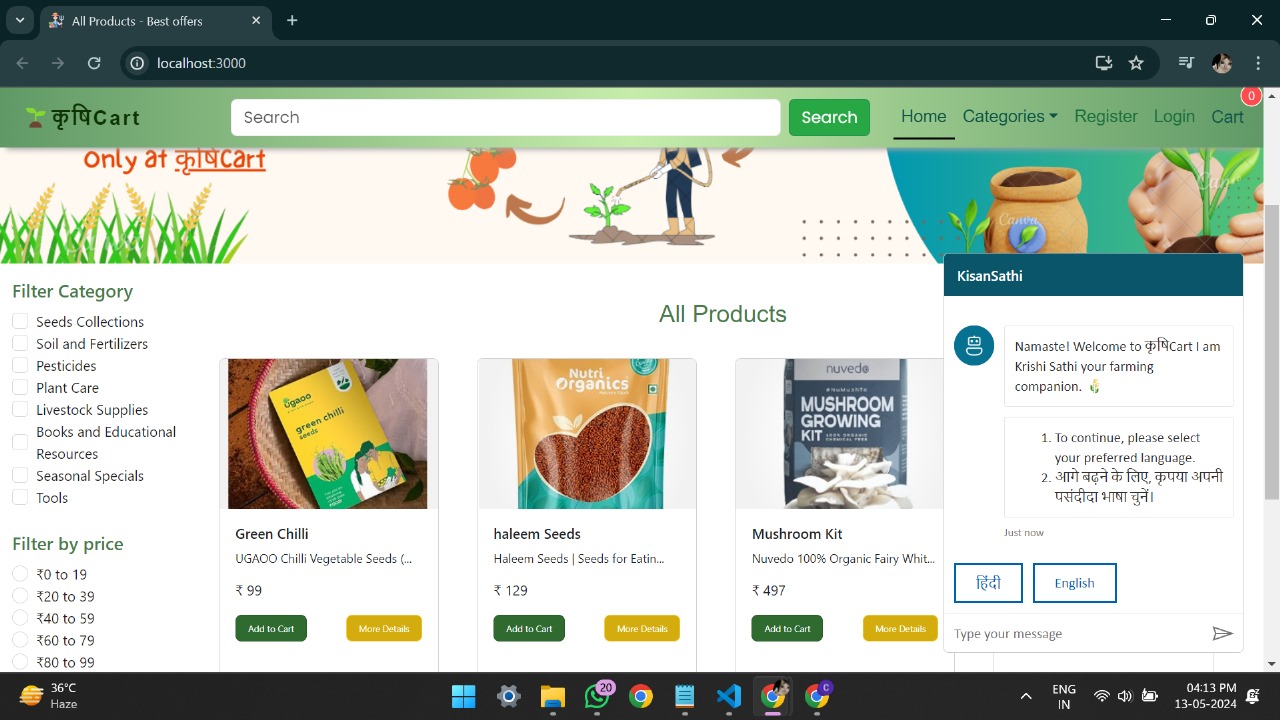 All Products - Best offers
localhost:3000
कृषिCart
Search
Search
Home
Categories
Register
Login
Cart
0
Only at कृषिCart
Canva
Filter Category
Seeds Collections
Soil and Fertilizers
Pesticides
Plant Care
Livestock Supplies
Books and Educational
Resources
Seasonal Specials
Tools
Filter by price
₹0 to 19
₹20 to 39
₹40 to 59
₹60 to 79
₹80 to 99
All Products
ugaoo
green chilli
seeds
Green Chilli
UGAOO Chilli Vegetable Seeds (...
₹ 99
Add to Cart
More Details
Nutri
Organics
haleem Seeds
Haleem Seeds | Seeds for Eatin...
₹ 129
Add to Cart
More Details
nuvedo
MUSHROOM
GROWING
KIT
Mushroom Kit
Nuvedo 100% Organic Fairy Whit...
₹ 497
Add to Cart
More Details
KisanSathi
Namaste! Welcome to कृषिCart I am
Krishi Sathi your farming
companion.
1. To continue, please select
your preferred language.
2. आगे बढ़ने के लिए, कृपया अपनी
पसंदीदा भाषा चुनें।
Just now
हिंदी
English
Type your message
36°C
Haze
20
C
ENG
IN
04:13 PM
13-05-2024